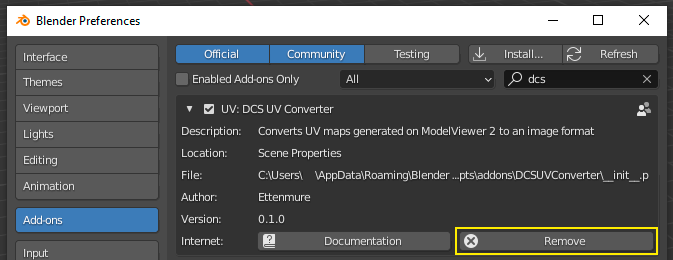 Blender Preferences
Interface
Themes
Viewport
Lights
Editing
Animation
Add-ons
Input
Official Community Testing Install... Refresh
Enabled Add-ons Only All dcs
UV: DCS UV Converter
Description: Converts UV maps generated on ModelViewer 2 to an image format
Location: Scene Properties
File: C:\Users\ \AppData\Roaming\Blender ...pts\addons\DCSUVConverter\__init__.p
Author: Ettenmure
Version: 0.1.0
Internet: Documentation Remove